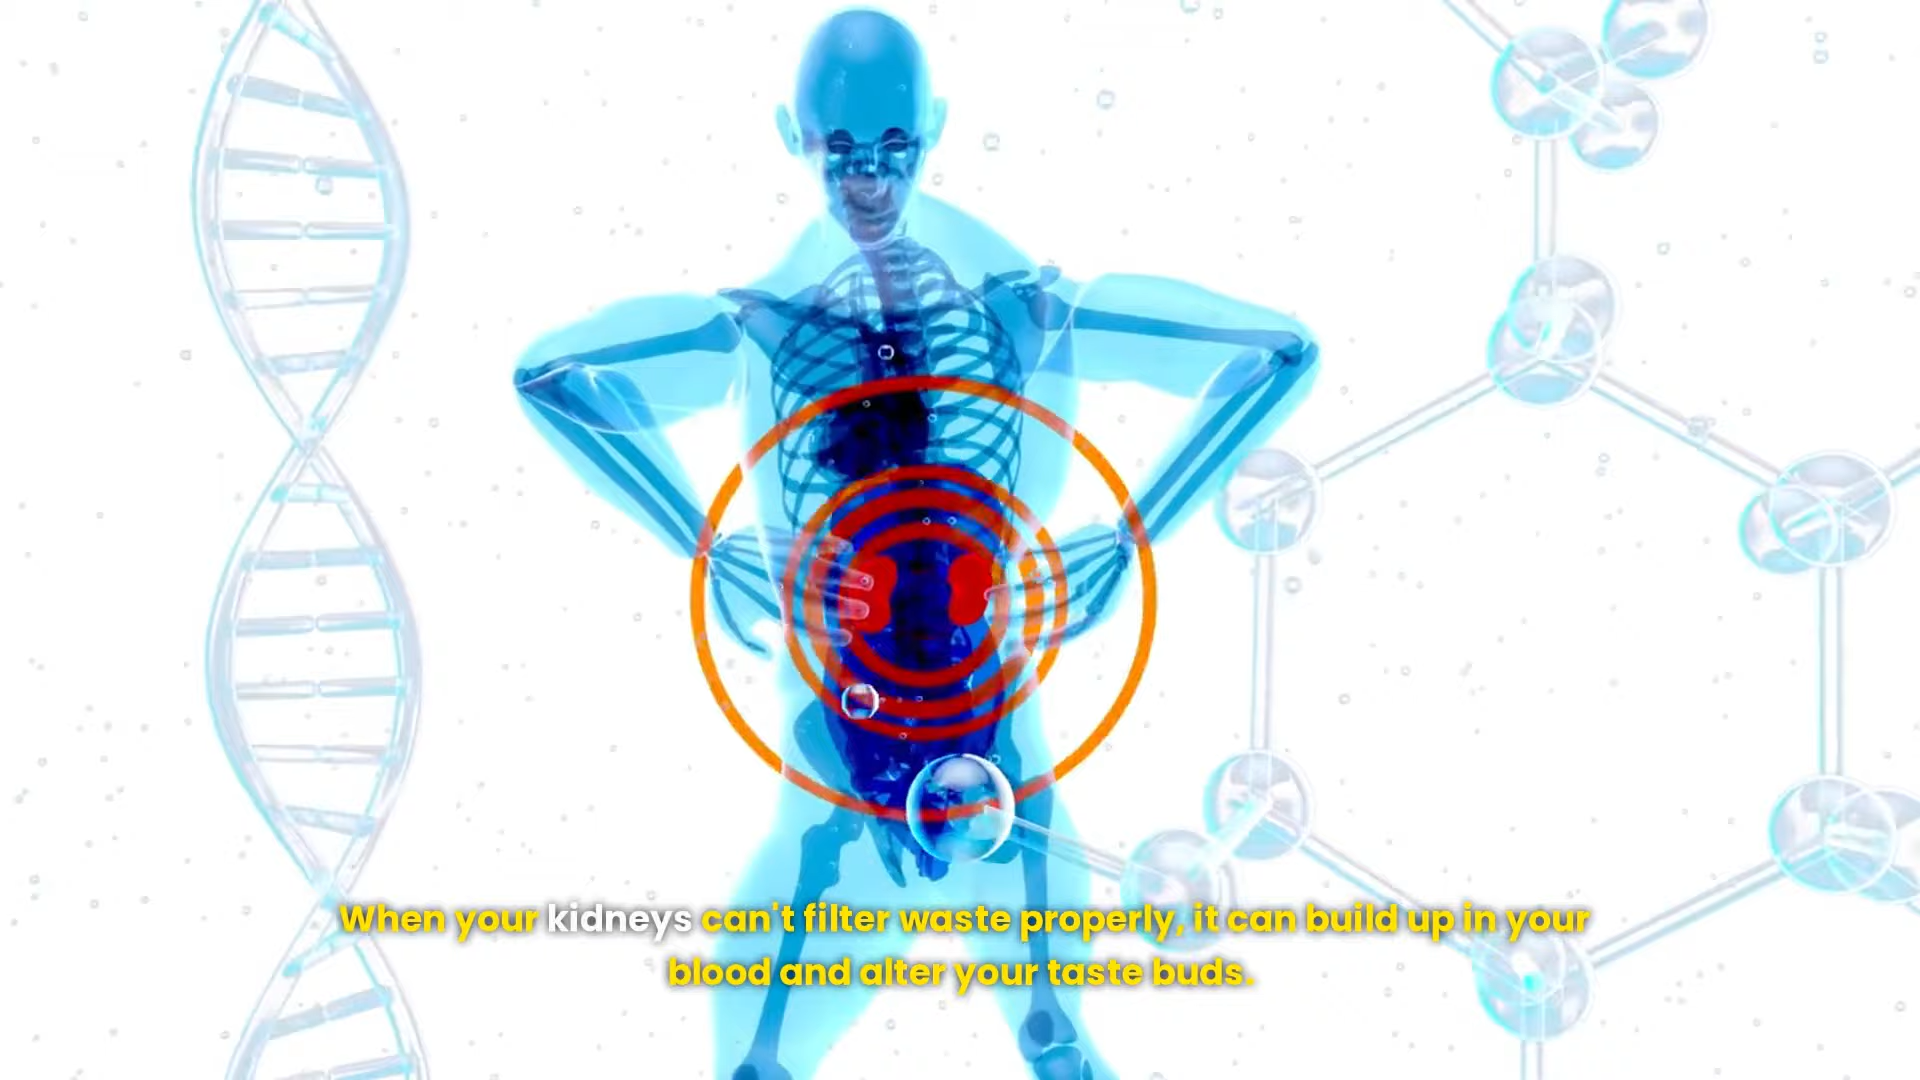 When your kidneys can't filter waste properly, it can build up in your
blood and alter your taste buds.